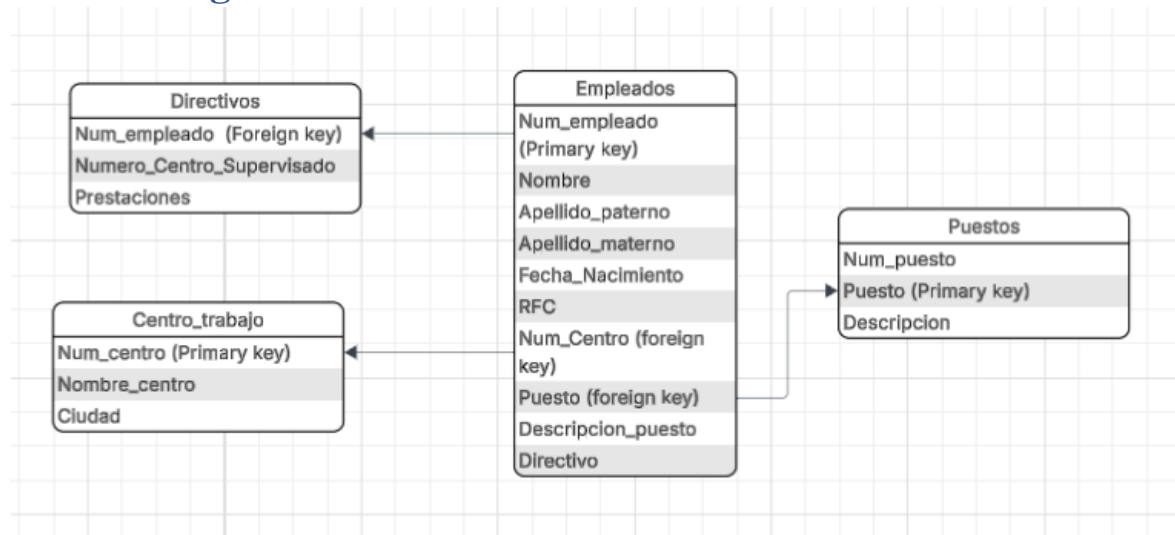 Directivos
Num_empleado (Foreign key)
Numero_Centro_Supervisado
Prestaciones
Centro_trabajo
Num_centro (Primary key)
Nombre_centro
Ciudad
Empleados
Num_empleado
(Primary key)
Nombre
Apellido_paterno
Apellido_materno
Fecha_Nacimiento
RFC
Num_Centro (foreign
key)
Puesto (foreign key)
Descripcion_puesto
Directivo
Puestos
Num_puesto
Puesto (Primary key)
Descripcion